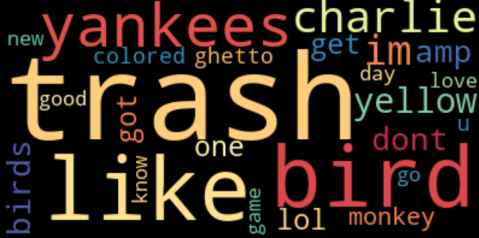 yankees
charlie
new
colored
ghetto
get
im
amp
trash
day
love
good
yellow
u
got
dont
one
birds
like
know
bird
go
game
lol
monkey